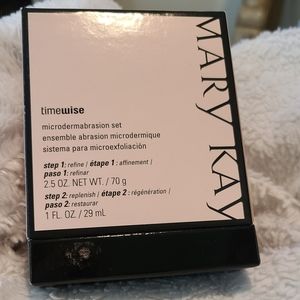 MARY KAY
timewise
microdermabrasion set
ensemble abrasion microdermique
sistema para microexfoliación
step 1: refine / étape 1 : affinement /
paso 1: refinar
2.5 OZ. NET WT. / 70 g
step 2: replenish / étape 2 : régénération /
paso 2: restaurar
1 FL. OZ. / 29 mL